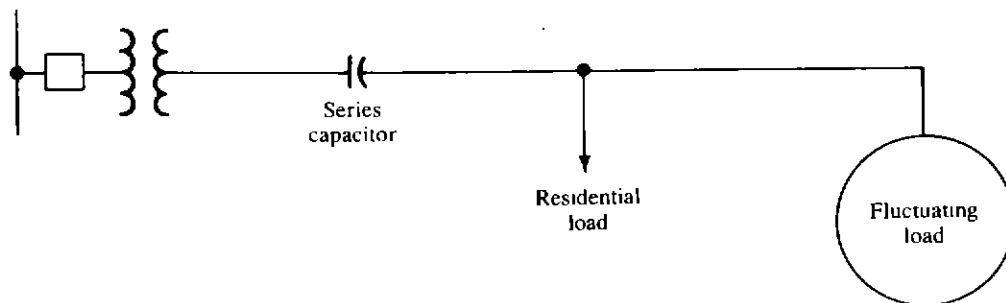 Series
capacitor
Residential
load
Fluctuating
load